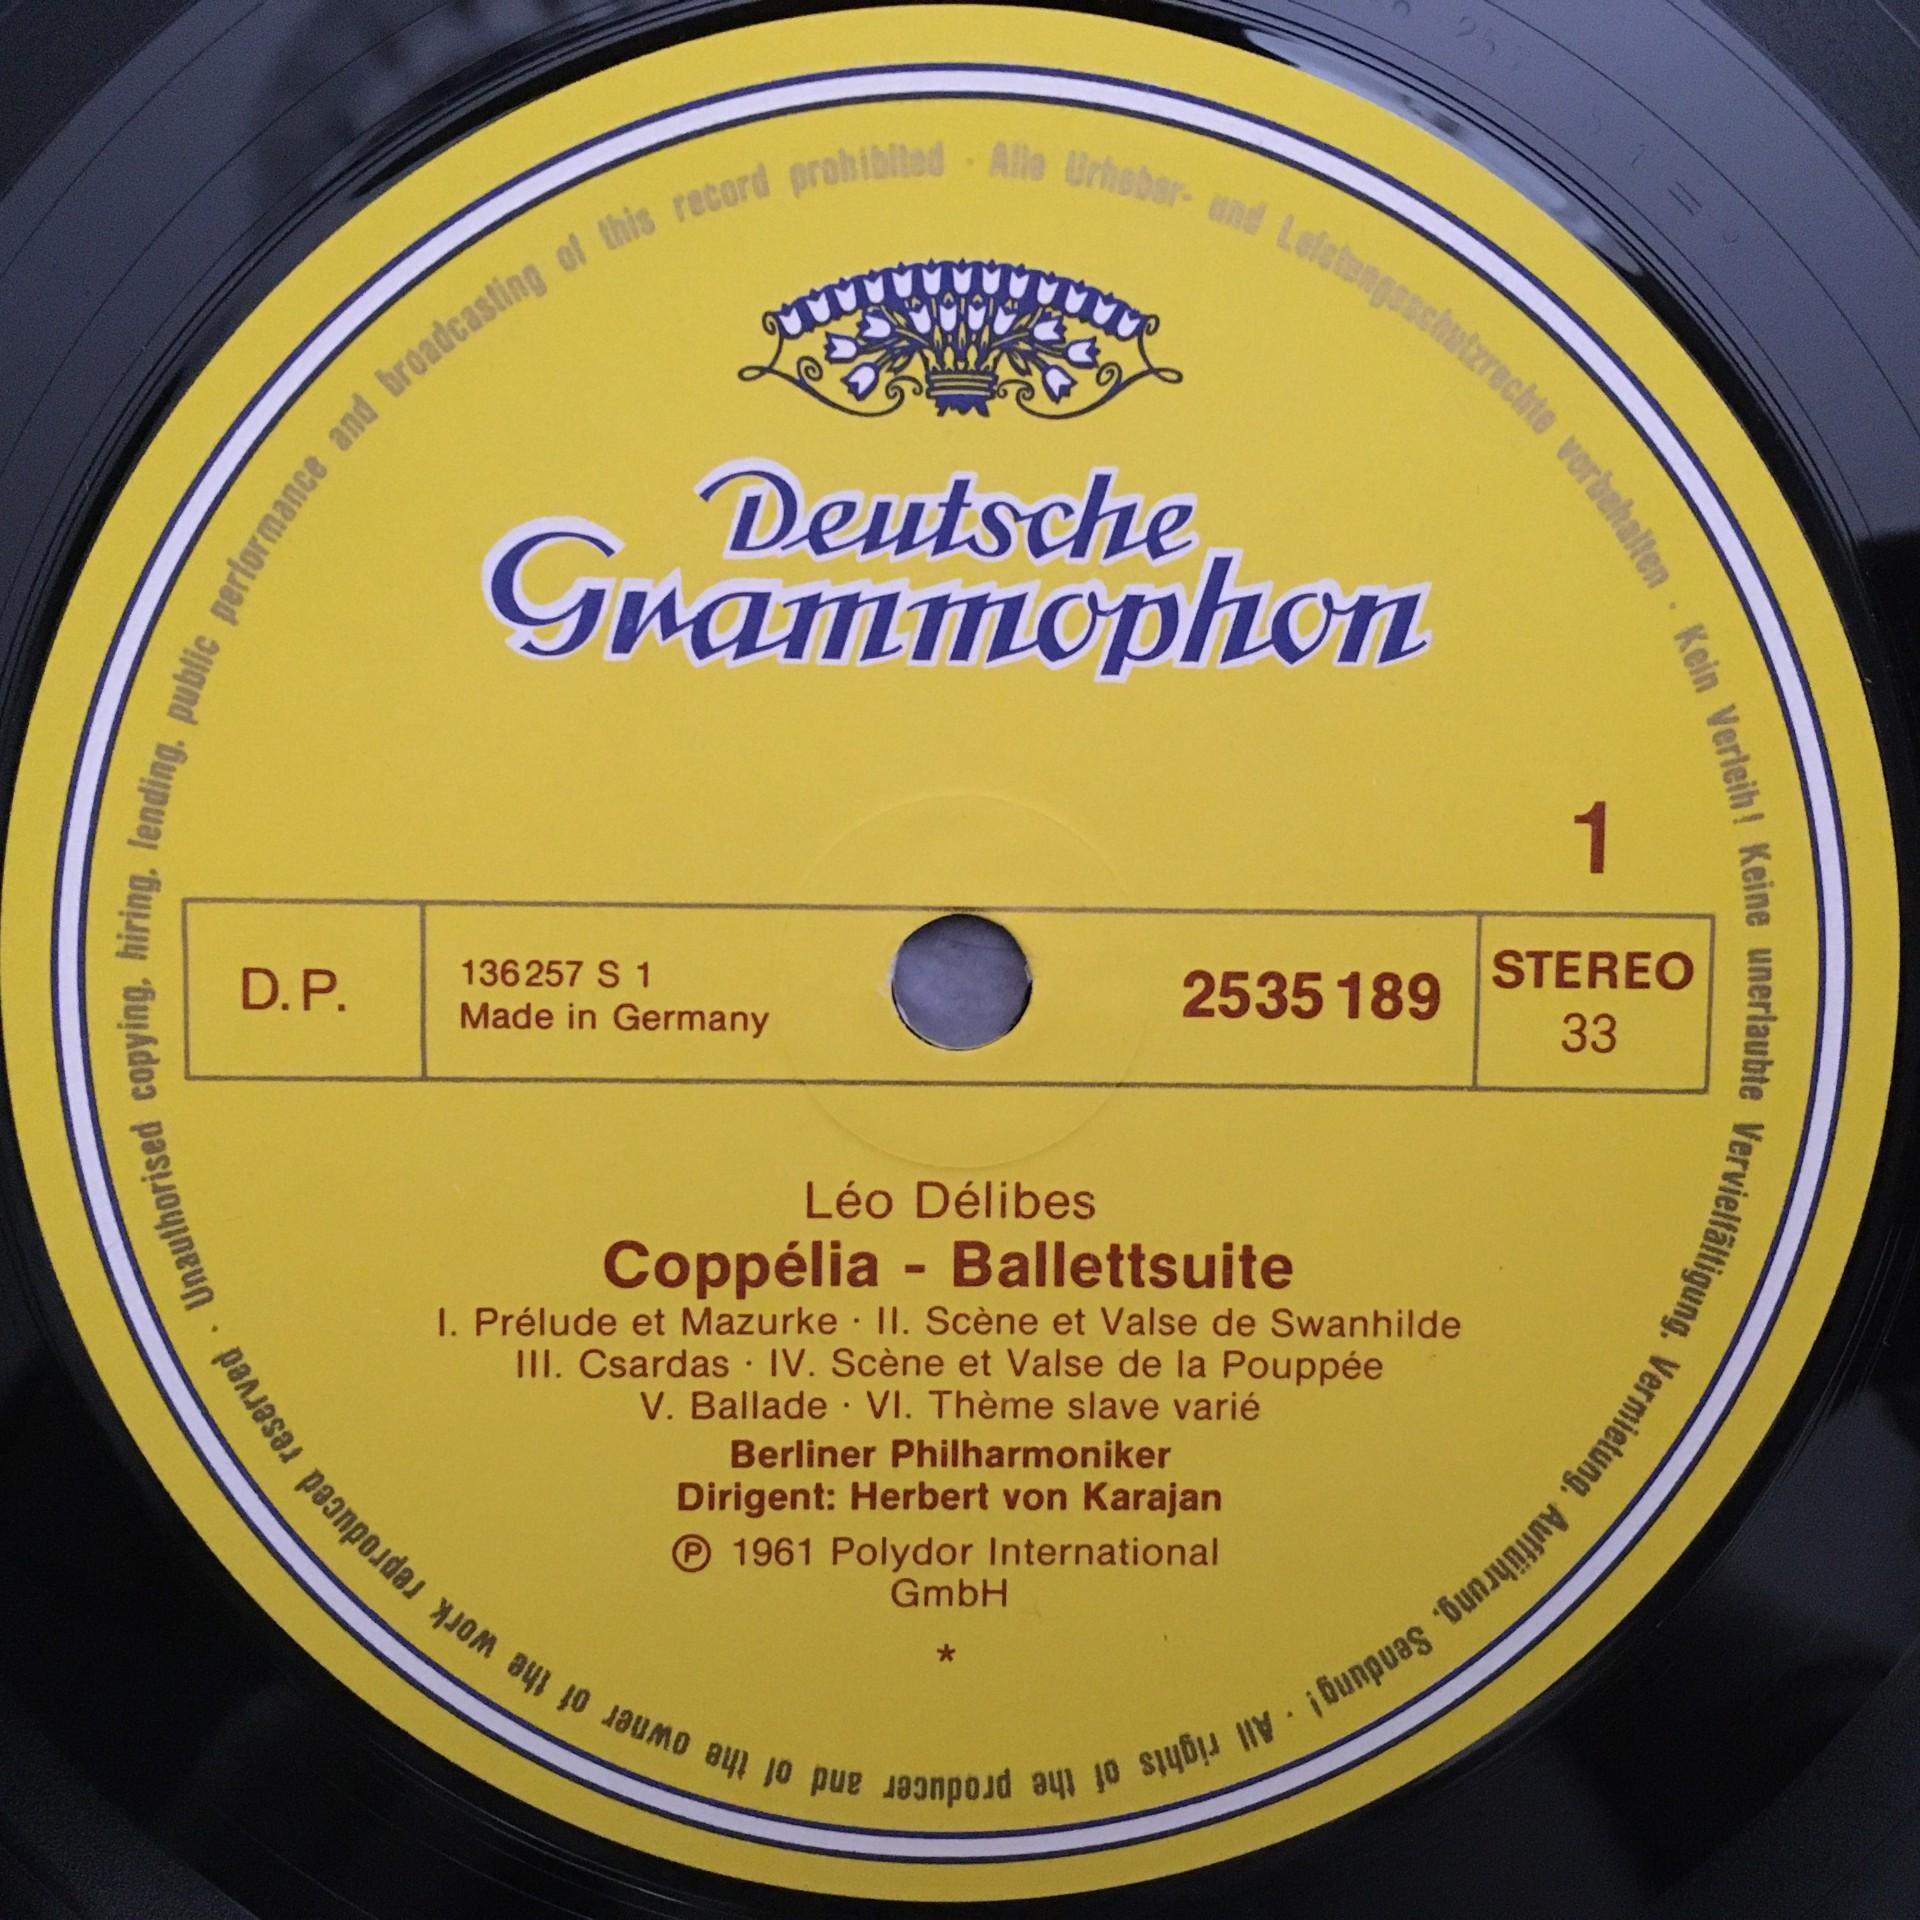 Deutsche
Grammophon
1
D.P.
136257 S 1
Made in Germany
2535 189
STEREO
33
Léo Délibes
Coppélia - Ballettsuite
I. Prélude et Mazurke · II. Scène et Valse de Swanhilde
III. Csardas · IV. Scène et Valse de la Pouppée
V. Ballade · VI. Thème slave varié
Berliner Philharmoniker
Dirigent: Herbert von Karajan
Ⓟ 1961 Polydor International
GmbH
*
Alle Urheber- und Leistungsschutzrechte vorbehalten · Kein Verleih! Keine unerlaubte Vervielfältigung, Vermietung, Aufführung, Sendung! · All rights of the producer and of the owner of the work reproduced reserved · Unauthorised copying, hiring, lending, public performance and broadcasting of this record prohibited ·